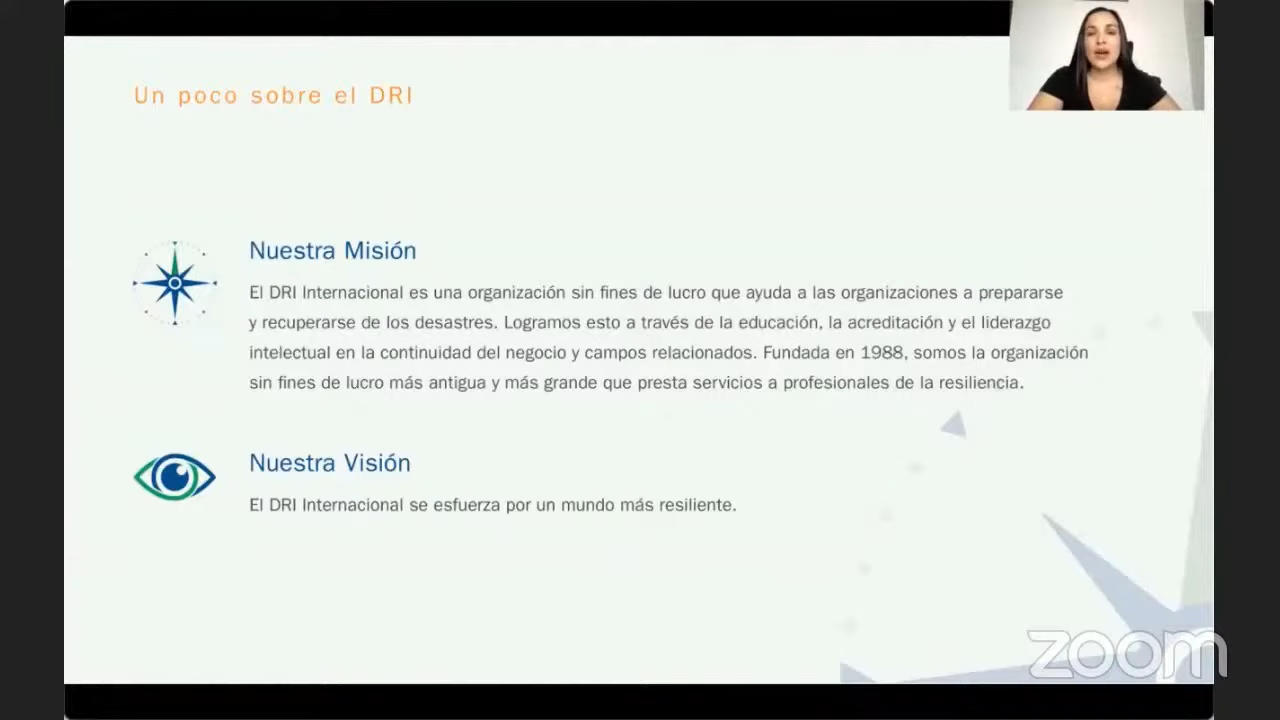 Un poco sobre el DRI
Nuestra Misión
El DRI Internacional es una organización sin fines de lucro que ayuda a las organizaciones a prepararse
y recuperarse de los desastres. Logramos esto a través de la educación, la acreditación y el liderazgo
intelectual en la continuidad del negocio y campos relacionados. Fundada en 1988, somos la organización
sin fines de lucro más antigua y más grande que presta servicios a profesionales de la resiliencia.
Nuestra Visión
El DRI Internacional se esfuerza por un mundo más resiliente.
zoom